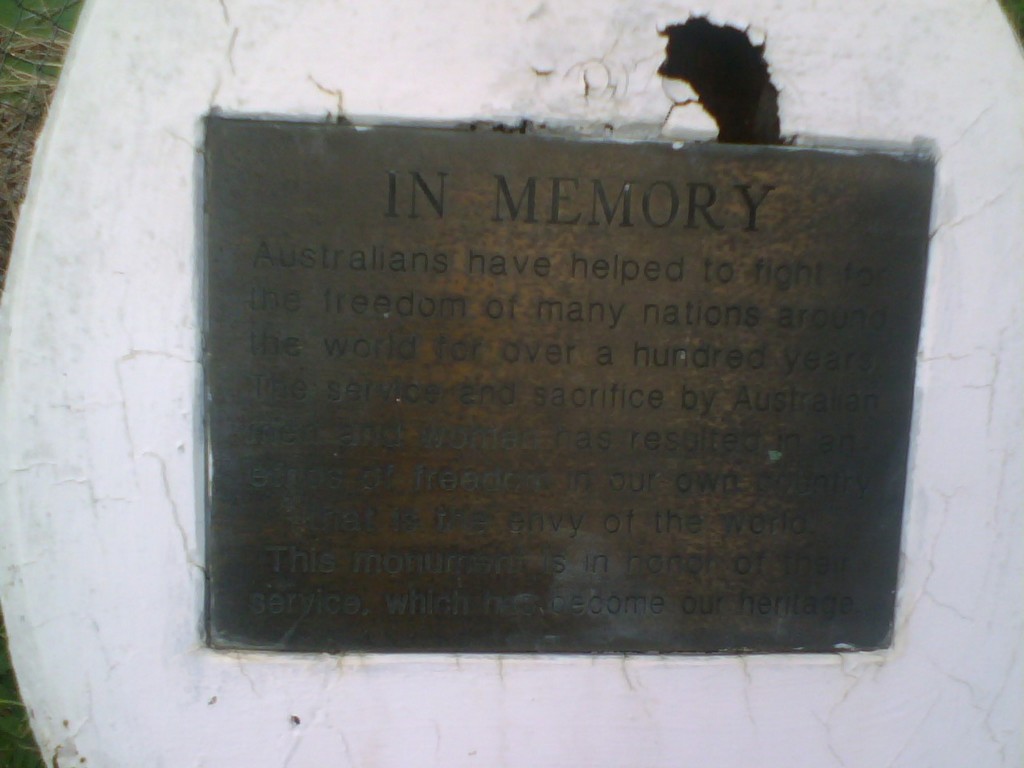 IN MEMORY
Australians have helped to fight for
the freedom of many nations around
the world for over a hundred years.
The service and sacrifice by Australian
men and women has resulted in an
ethos of freedom in our own country
that is the envy of the world.
This monument is in honor of their
service, which has become our heritage.